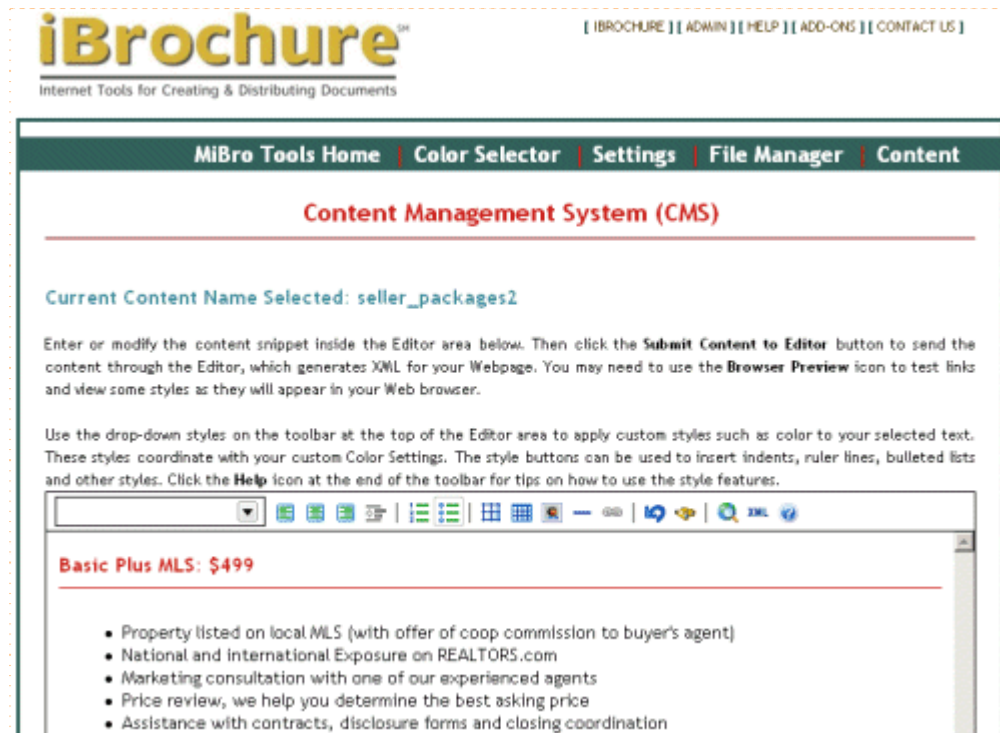 iBrochure℠
[ IBROCHURE ] [ ADMIN ] [ HELP ] [ ADD-ONS ] [ CONTACT US ]
Internet Tools for Creating & Distributing Documents
MiBro Tools Home | Color Selector | Settings | File Manager | Content
Content Management System (CMS)
Current Content Name Selected: seller_packages2
Enter or modify the content snippet inside the Editor area below. Then click the Submit Content to Editor button to send the
content through the Editor, which generates XML for your Webpage. You may need to use the Browser Preview icon to test links
and view some styles as they will appear in your Web browser.
Use the drop-down styles on the toolbar at the top of the Editor area to apply custom styles such as color to your selected text.
These styles coordinate with your custom Color Settings. The style buttons can be used to insert indents, ruler lines, bulleted lists
and other styles. Click the Help icon at the end of the toolbar for tips on how to use the style features.
XML
Basic Plus MLS: $499
• Property listed on local MLS (with offer of coop commission to buyer's agent)
• National and international Exposure on REALTORS.com
• Marketing consultation with one of our experienced agents
• Price review, we help you determine the best asking price
• Assistance with contracts, disclosure forms and closing coordination